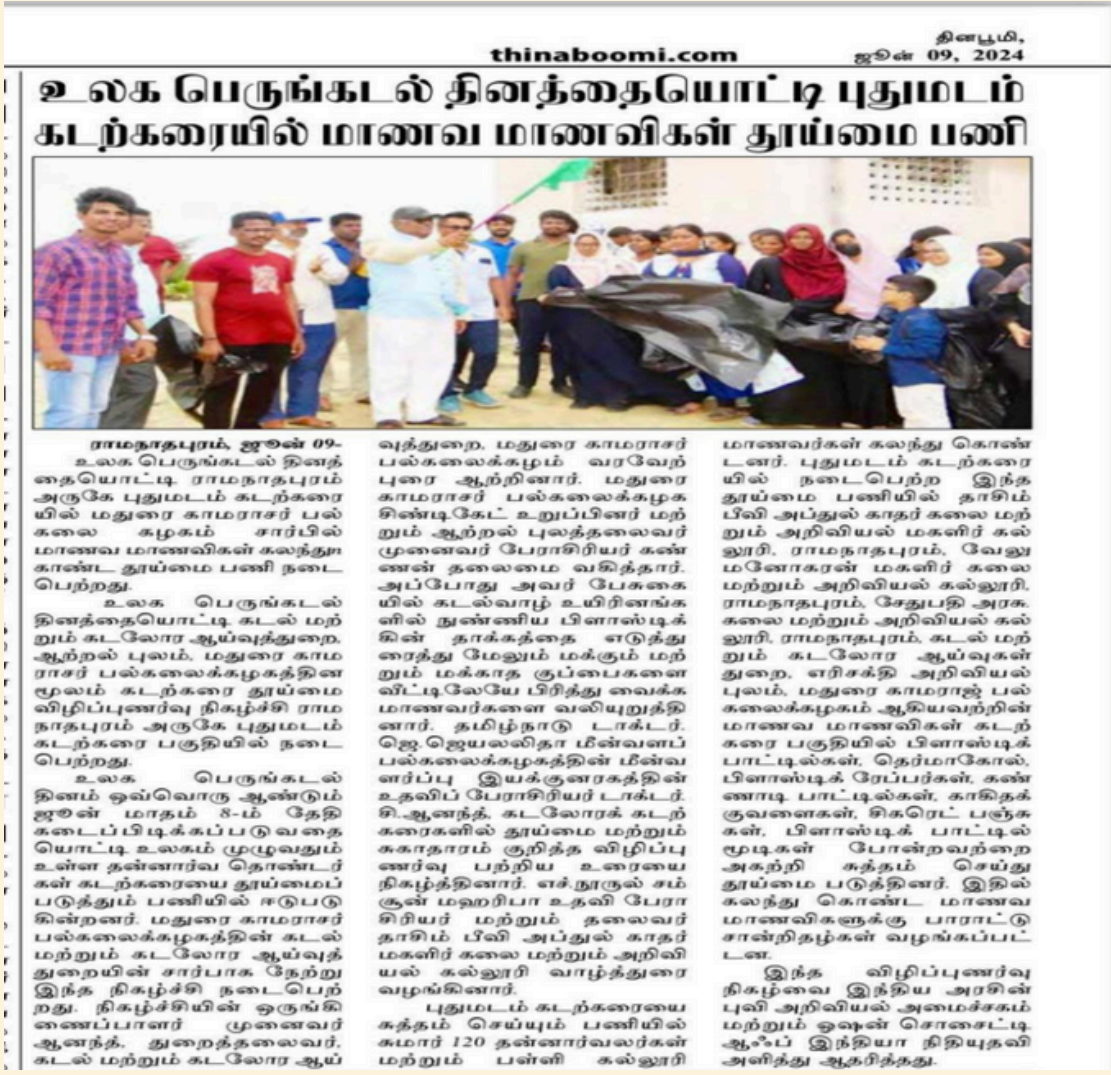 தினபூமி,
thinaboomi.com
ஜூன் 09, 2024
உலக பெருங்கடல் தினத்தையொட்டி புதுமடம்
கடற்கரையில் மாணவ மாணவிகள் தூய்மை பணி
ராமநாதபுரம், ஜூன் 09-
உலக பெருங்கடல் தினத்
தையொட்டி ராமநாதபுரம்
அருகே புதுமடம் கடற்கரை
யில் மதுரை காமராசர் பல்
கலை கழகம் சார்பில்
மாணவ மாணவிகள் கலந்து
காண்ட தூய்மை பணி நடை
பெற்றது.
உலக பெருங்கடல்
தினத்தையொட்டி கடல் மற்
றும் கடலோர ஆய்வுத்துறை,
ஆற்றல் புலம், மதுரை காம
ராசர் பல்கலைக்கழகத்தின
மூலம் கடற்கரை தூய்மை
விழிப்புணர்வு நிகழ்ச்சி ராம
நாதபுரம் அருகே புதுமடம்
கடற்கரை பகுதியில் நடை
பெற்றது.
உலக பெருங்கடல்
தினம் ஒவ்வொரு ஆண்டும்
ஜூன் மாதம் 8-ம் தேதி
கடைப்பிடிக்கப்படுவதை
யொட்டி உலகம் முழுவதும்
உள்ள தன்னார்வ தொண்டர்
கள் கடற்கரையை தூய்மைப்
படுத்தும் பணியில் ஈடுபடு
கின்றனர். மதுரை காமராசர்
பல்கலைக்கழகத்தின் கடல்
மற்றும் கடலோர ஆய்வுத்
துறையின் சார்பாக நேற்று
இந்த நிகழ்ச்சி நடைபெற்
றது. நிகழ்ச்சியின் ஒருங்கி
ணைப்பாளர் முனைவர்
ஆனந்த், துறைத்தலைவர்,
கடல் மற்றும் கடலோர ஆய்
வுத்துறை, மதுரை காமராசர்
பல்கலைக்கழகம் வரவேற்
புரை ஆற்றினார். மதுரை
காமராசர் பல்கலைக்கழக
சிண்டிகேட் உறுப்பினர் மற்
றும் ஆற்றல் புலத்தலைவர்
முனைவர் பேராசிரியர் கண்
ணன் தலைமை வகித்தார்.
அப்போது அவர் பேசுகை
யில் கடல்வாழ் உயிரினங்க
ளில் நுண்ணிய பிளாஸ்டிக்
கின் தாக்கத்தை எடுத்து
ரைத்து மேலும் மக்கும் மற்
றும் மக்காத குப்பைகளை
வீட்டிலேயே பிரித்து வைக்க
மாணவர்களை வலியுறுத்தி
னார். தமிழ்நாடு டாக்டர்.
ஜெ.ஜெயலலிதா மீன்வளப்
பல்கலைக்கழகத்தின் மீன்வ
ளர்ப்பு இயக்குனரகத்தின்
உதவிப் பேராசிரியர் டாக்டர்.
சி.ஆனந்த், கடலோரக் கடற்
கரைகளில் தூய்மை மற்றும்
சுகாதாரம் குறித்த விழிப்பு
ணர்வு பற்றிய உரையை
நிகழ்த்தினார். எச்.நூருல் சம்
சூன் மஹரிபா உதவி பேரா
சிரியர் மற்றும் தலைவர்
தாசிம் பீவி அப்துல் காதர்
மகளிர் கலை மற்றும் அறிவி
யல் கல்லூரி வாழ்த்துரை
வழங்கினார்.
புதுமடம் கடற்கரையை
சுத்தம் செய்யும் பணியில்
சுமார் 120 தன்னார்வலர்கள்
மற்றும் பள்ளி கல்லூரி
மாணவர்கள் கலந்து கொண்
டனர். புதுமடம் கடற்கரை
யில் நடைபெற்ற இந்த
தூய்மை பணியில் தாசிம்
பீவி அப்துல் காதர் கலை மற்
றும் அறிவியல் மகளிர் கல்
லூரி, ராமநாதபுரம், வேலு
மனோகரன் மகளிர் கலை
மற்றும் அறிவியல் கல்லூரி,
ராமநாதபுரம், சேதுபதி அரசு
கலை மற்றும் அறிவியல் கல்
லூரி, ராமநாதபுரம், கடல் மற்
றும் கடலோர ஆய்வுகள்
துறை, எரிசக்தி அறிவியல்
புலம், மதுரை காமராஜ் பல்
கலைக்கழகம் ஆகியவற்றின்
மாணவ மாணவிகள் கடற்
கரை பகுதியில் பிளாஸ்டிக்
பாட்டில்கள், தெர்மாகோல்,
பிளாஸ்டிக் ரேப்பர்கள், கண்
ணாடி பாட்டில்கள், காகிதக்
குவளைகள், சிகரெட் பஞ்சு
கள், பிளாஸ்டிக் பாட்டில்
மூடிகள் போன்றவற்றை
அகற்றி சுத்தம் செய்து
தூய்மை படுத்தினர். இதில்
கலந்து கொண்ட மாணவ
மாணவிகளுக்கு பாராட்டு
சான்றிதழ்கள் வழங்கப்பட்
டன.
இந்த விழிப்புணர்வு
நிகழ்வை இந்திய அரசின்
புவி அறிவியல் அமைச்சகம்
மற்றும் ஓஷன் சொசைட்டி
ஆஃப் இந்தியா நிதியுதவி
அளித்து ஆதரித்தது.